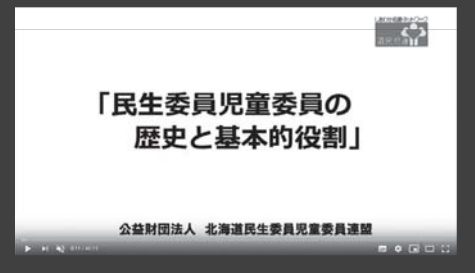 「民生委員児童委員の
歴史と基本的役割」
公益財団法人 北海道民生委員児童委員連盟